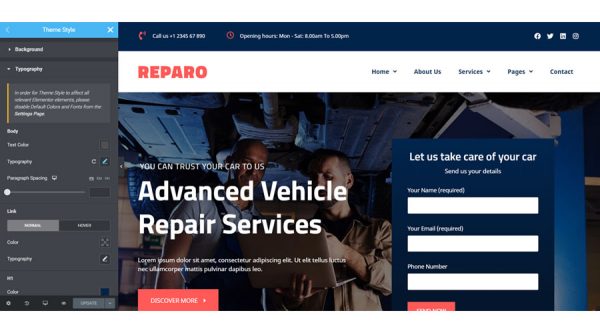 Theme Style
Background
Typography
In order for Theme Style to affect all
relevant Elementor elements, please
disable Default Colors and Fonts from the
Settings Page.
Body
Text Color
Typography
Paragraph Spacing
Link
NORMAL
HOVER
Color
Typography
H1
Color
UPDATE
Call us +1 2345 67 890
Opening hours: Mon - Sat: 8.00am To 5.00pm
REPARO
Home
About Us
Services
Pages
Contact
YOU CAN TRUST YOUR CAR TO US
Advanced Vehicle
Repair Services
Lorem ipsum dolor sit amet, consectetur adipiscing elit. Ut elit tellus luctus
nec ullamcorper mattis pulvinar dapibus leo.
DISCOVER MORE
Let us take care of your car
Send us your details
Your Name (required)
Your Email (required)
Phone Number
SEND NOW